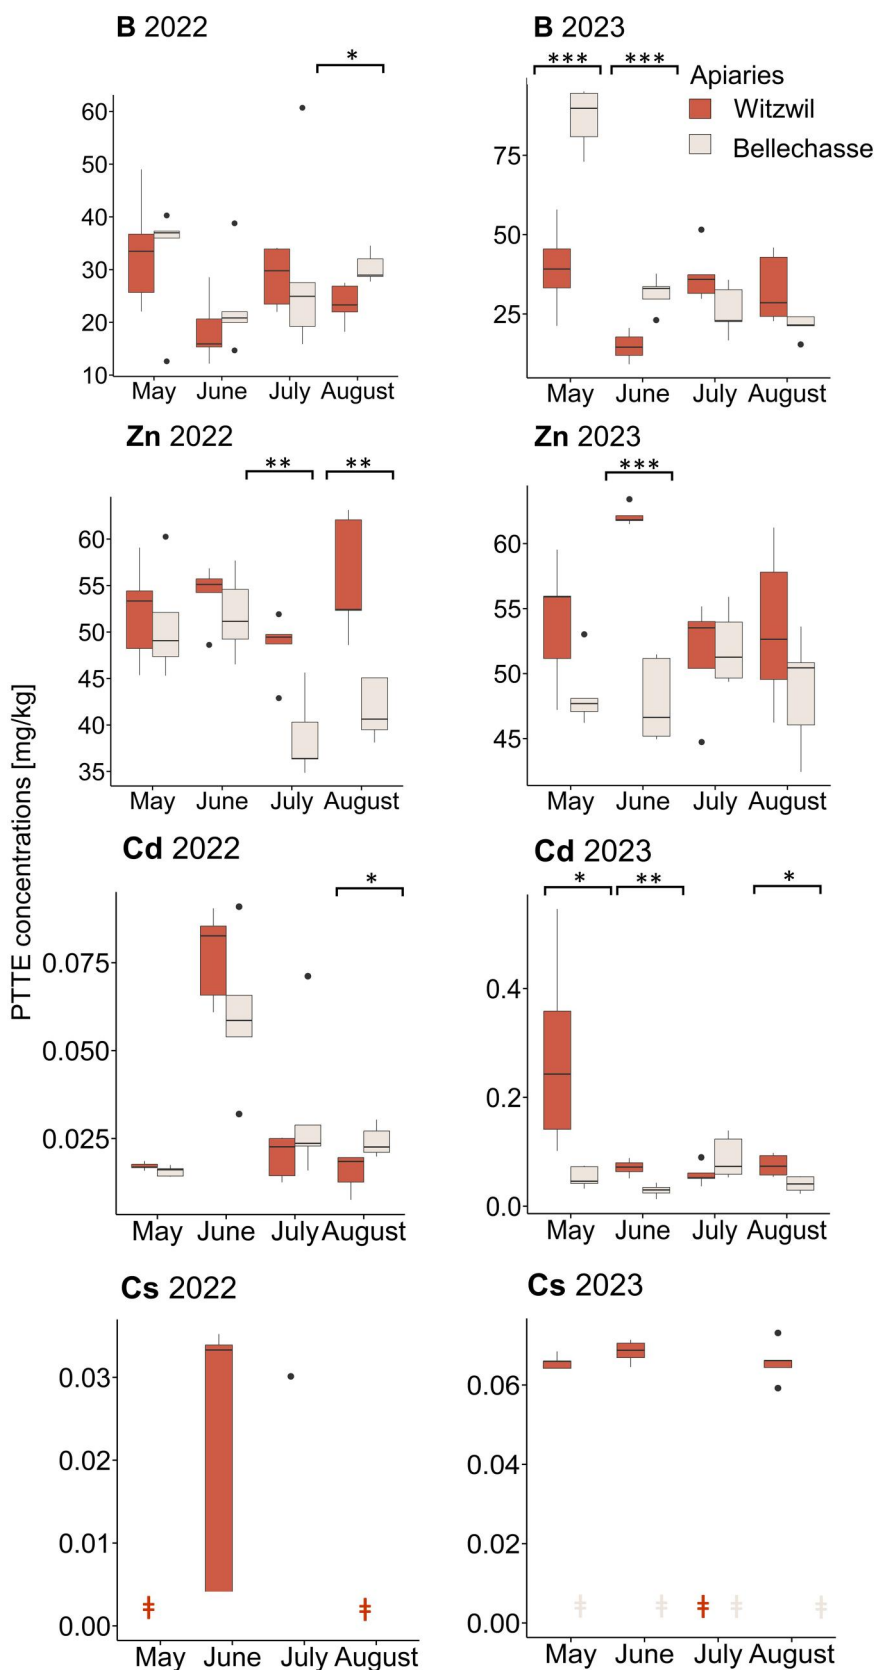 B 2022
*
60
50
40
30
20
10
May June July August
B 2023
*** ***
Apiaries
Witzwil
Bellechasse
75
50
25
May June July August
Zn 2022
** **
60
55
50
45
40
35
May June July August
Zn 2023
***
60
55
50
45
May June July August
PTTE concentrations [mg/kg]
Cd 2022
*
0.075
0.050
0.025
May June July August
Cd 2023
* ** *
0.4
0.2
0.0
May June July August
Cs 2022
0.03
0.02
0.01
0.00
ǂ ǂ
May June July August
Cs 2023
0.06
0.04
0.02
0.00
ǂ ǂ ǂ ǂ ǂ
May June July August